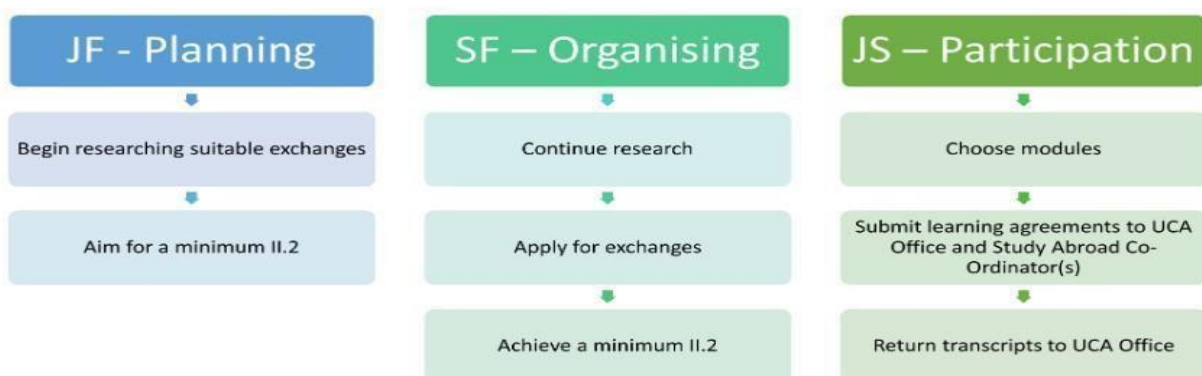 JF - Planning
Begin researching suitable exchanges
Aim for a minimum II.2
SF – Organising
Continue research
Apply for exchanges
Achieve a minimum II.2
JS – Participation
Choose modules
Submit learning agreements to UCA
Office and Study Abroad Co-
Ordinator(s)
Return transcripts to UCA Office